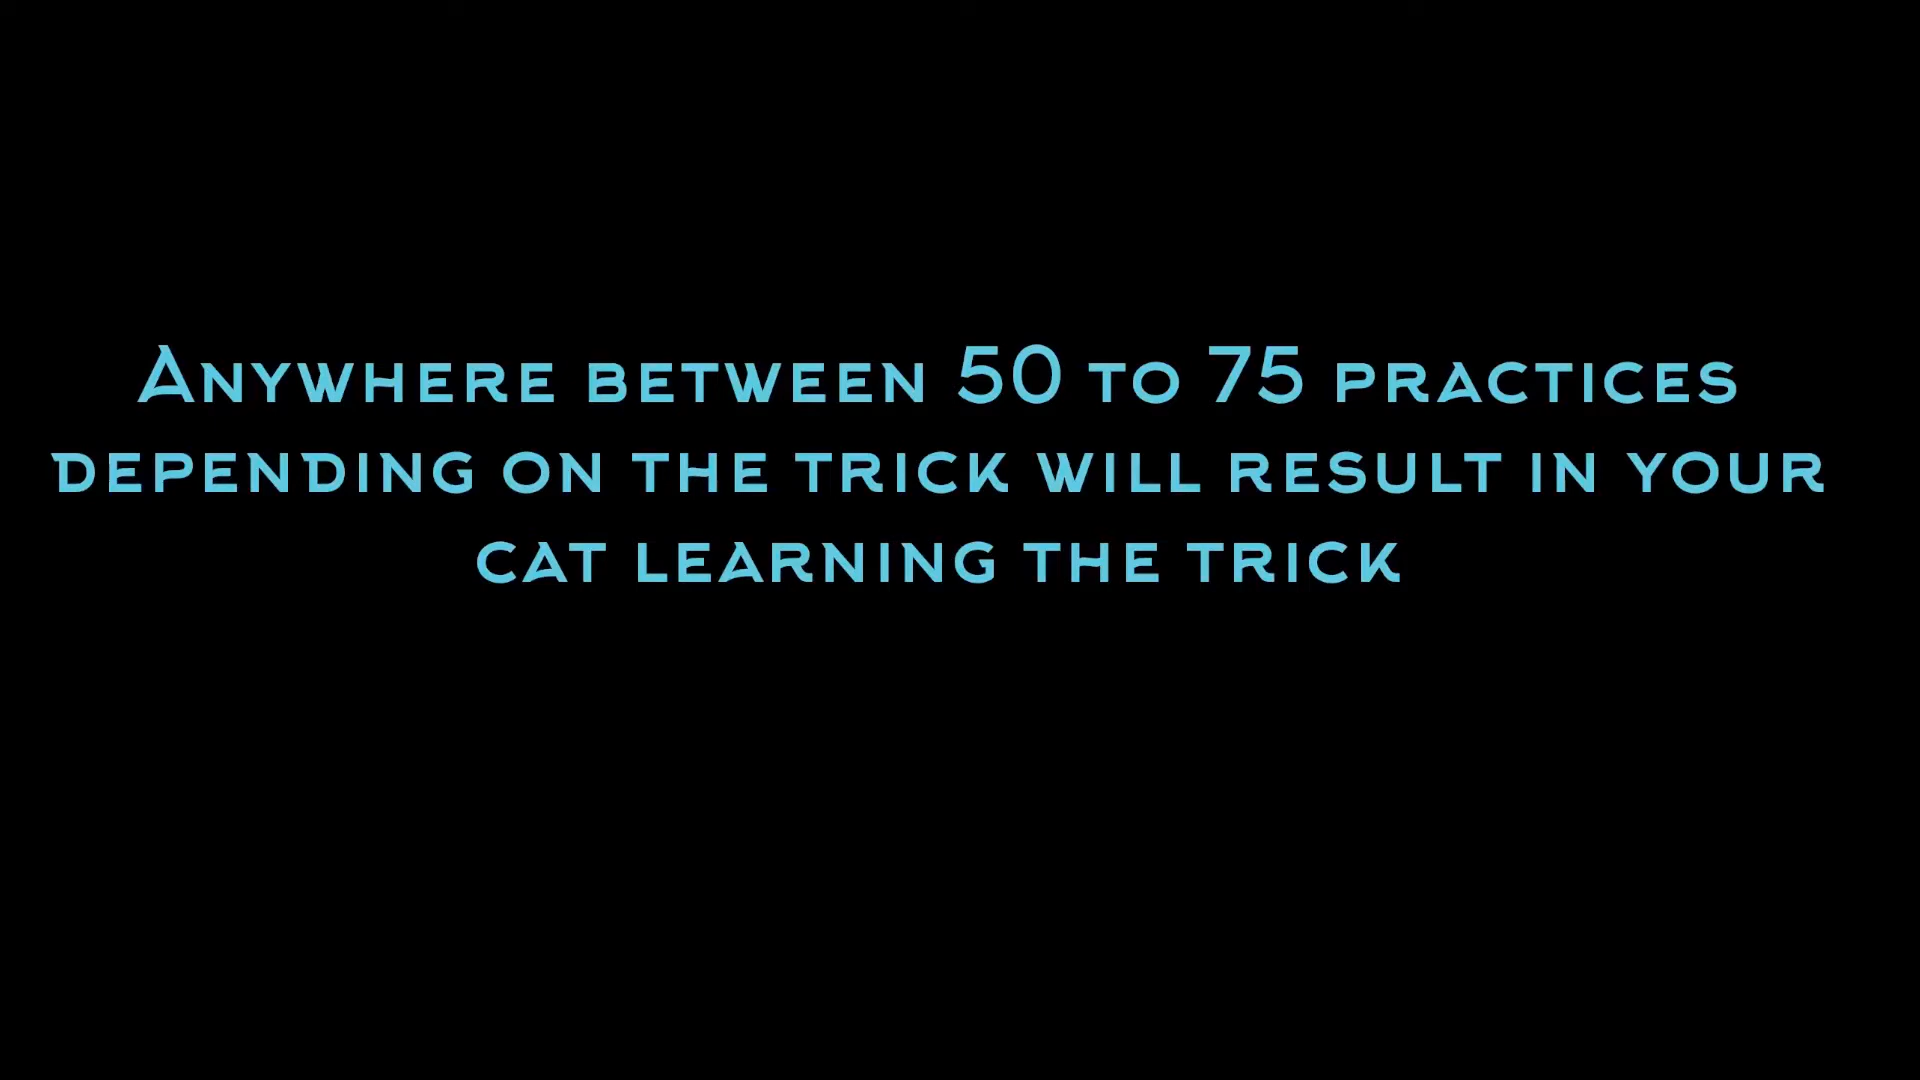 Anywhere between 50 to 75 practices
depending on the trick will result in your
cat learning the trick